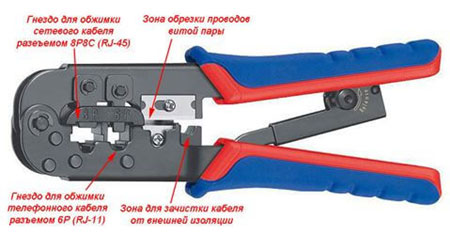 Гнездо для обжимки
сетевого кабеля
разъемом 8P8C (RJ-45)
Зона обрезки проводов
витой пары
Гнездо для обжимки
телефонного кабеля
разъемом 6P (RJ-11)
Зона для зачистки кабеля
от внешней изоляции